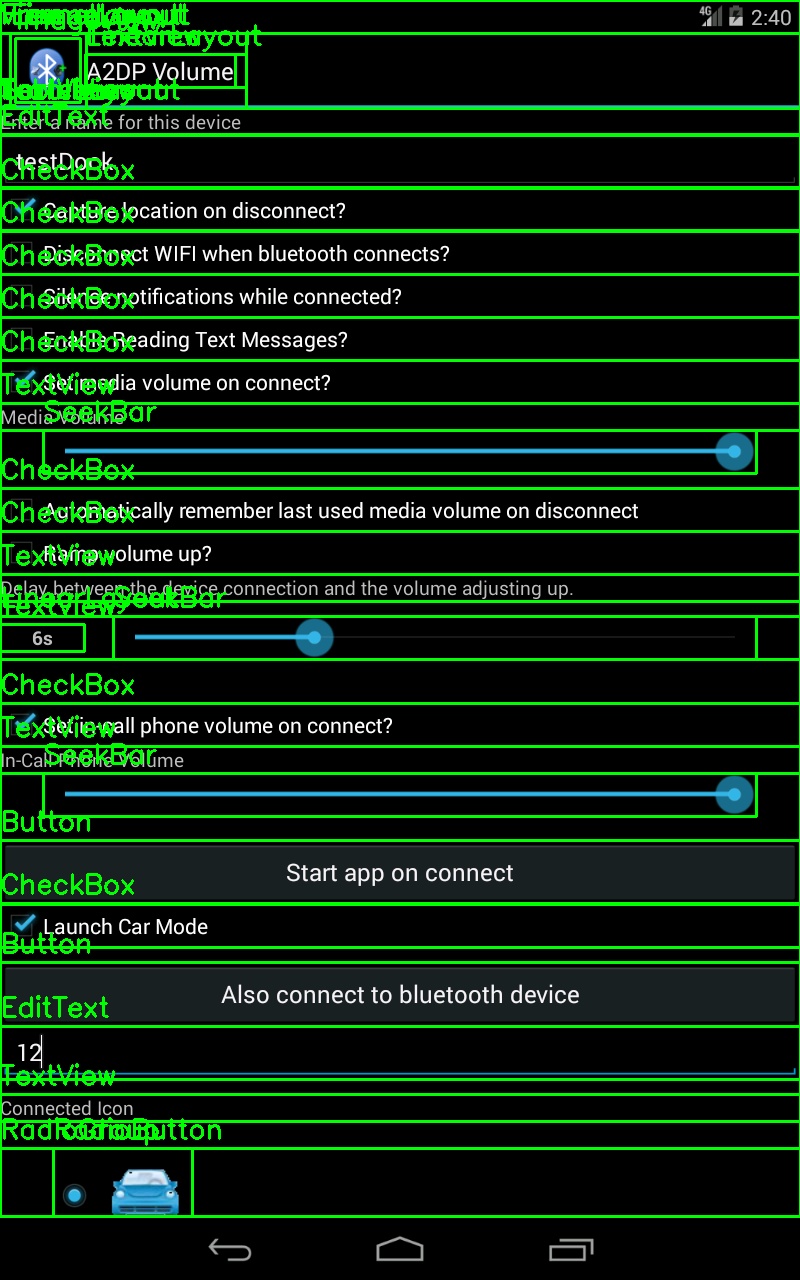 4G 2:40
TextView
A2DP Volume
EditText
Enter a name for this device
testDock
CheckBox
Capture location on disconnect?
CheckBox
Disconnect WIFI when bluetooth connects?
CheckBox
Silence notifications while connected?
CheckBox
Enable Reading Text Messages?
CheckBox
Set media volume on connect?
TextView
Media Volume
SeekBar
CheckBox
Automatically remember last used media volume on disconnect
CheckBox
Ramp volume up?
TextView
Delay between the device connection and the volume adjusting up.
LinearLayout
SeekBar
TextView
6s
CheckBox
Set in-call phone volume on connect?
TextView
In-Call Phone Volume
SeekBar
Button
Start app on connect
CheckBox
Launch Car Mode
Button
Also connect to bluetooth device
EditText
12
TextView
Connected Icon
RadioGroup
RadioButton